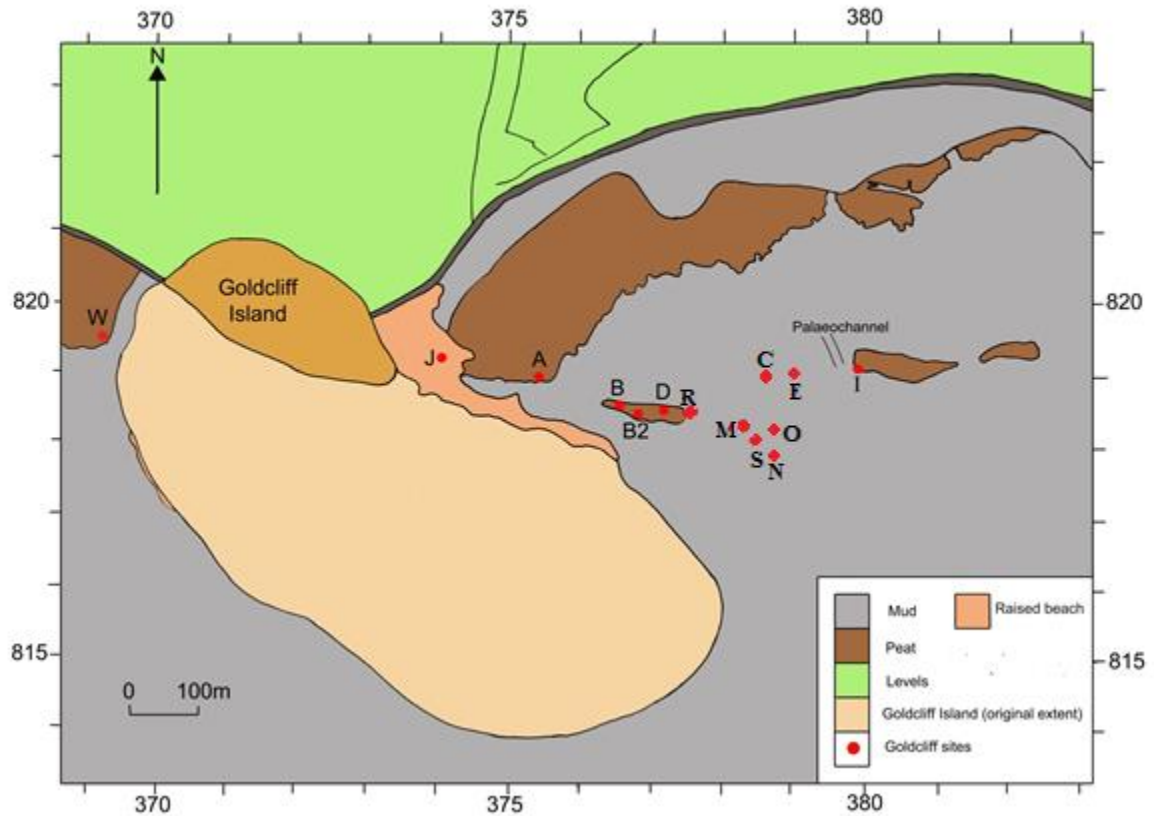 370 375 380
N
Goldcliff
Island
820 820
W
Palaeochannel
J
A
C
E
I
B D R
B2
M O
S
N
Mud Raised beach
Peat
Levels
Goldcliff Island (original extent)
Goldcliff sites
815 815
0 100m
370 375 380